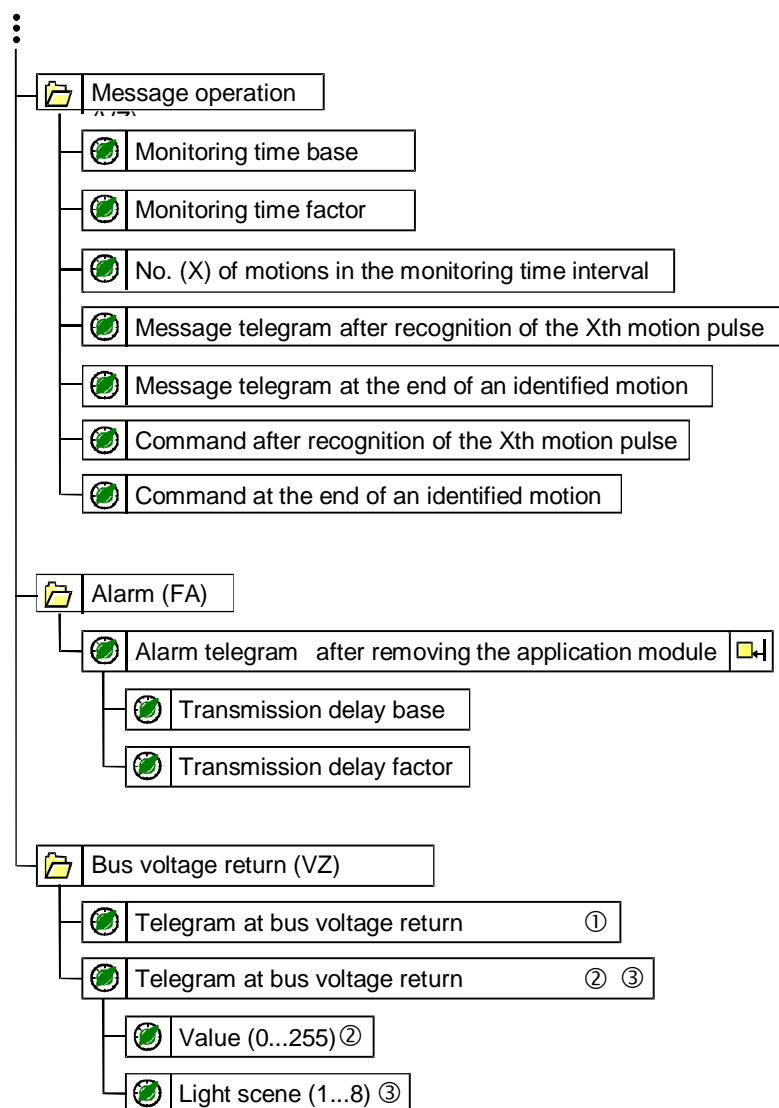 Message operation
Monitoring time base
Monitoring time factor
No. (X) of motions in the monitoring time interval
Message telegram after recognition of the Xth motion pulse
Message telegram at the end of an identified motion
Command after recognition of the Xth motion pulse
Command at the end of an identified motion
Alarm (FA)
Alarm telegram after removing the application module
Transmission delay base
Transmission delay factor
Bus voltage return (VZ)
Telegram at bus voltage return ①
Telegram at bus voltage return ② ③
Value (0...255) ②
Light scene (1...8) ③